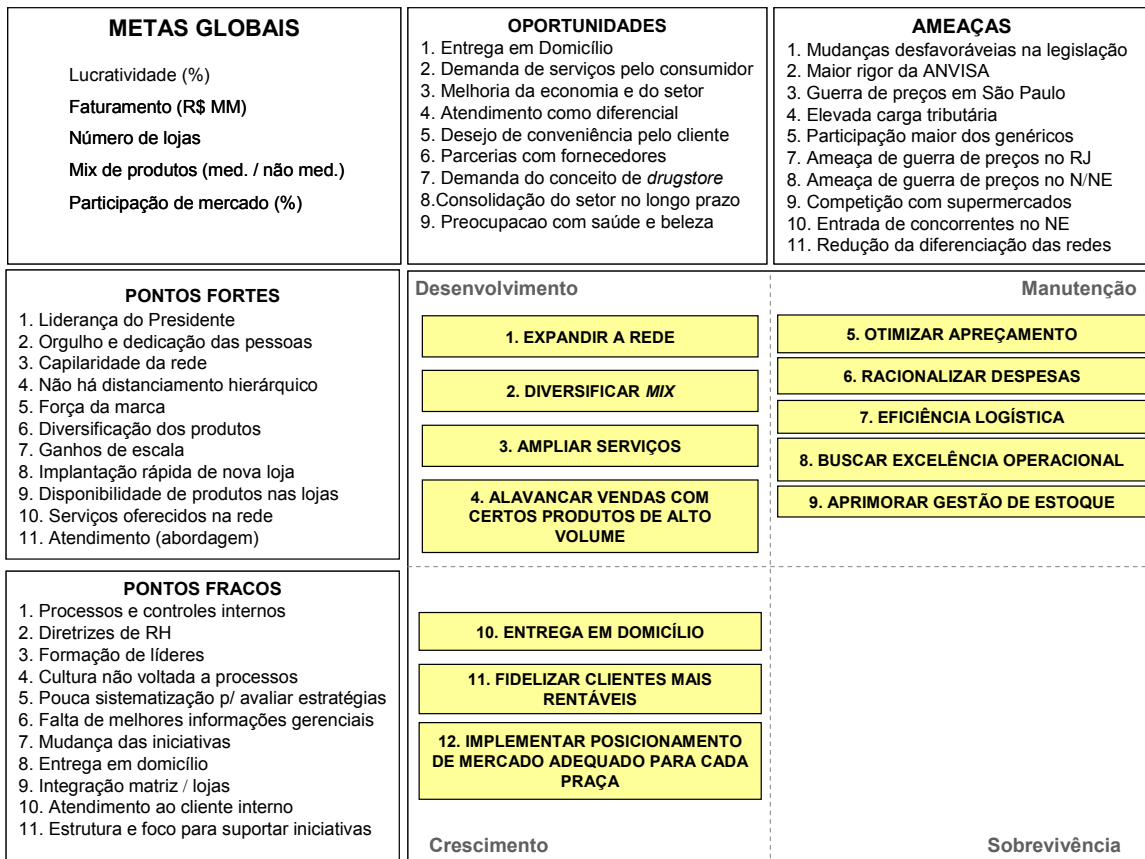 METAS GLOBAIS
Lucratividade (%)
Faturamento (R$ MM)
Número de lojas
Mix de produtos (med. / não med.)
Participação de mercado (%)
OPORTUNIDADES
1. Entrega em Domicílio
2. Demanda de serviços pelo consumidor
3. Melhoria da economia e do setor
4. Atendimento como diferencial
5. Desejo de conveniência pelo cliente
6. Parcerias com fornecedores
7. Demanda do conceito de drugstore
8.Consolidação do setor no longo prazo
9. Preocupacao com saúde e beleza
AMEAÇAS
1. Mudanças desfavoráveias na legislação
2. Maior rigor da ANVISA
3. Guerra de preços em São Paulo
4. Elevada carga tributária
5. Participação maior dos genéricos
7. Ameaça de guerra de preços no RJ
8. Ameaça de guerra de preços no N/NE
9. Competição com supermercados
10. Entrada de concorrentes no NE
11. Redução da diferenciação das redes
PONTOS FORTES
1. Liderança do Presidente
2. Orgulho e dedicação das pessoas
3. Capilaridade da rede
4. Não há distanciamento hierárquico
5. Força da marca
6. Diversificação dos produtos
7. Ganhos de escala
8. Implantação rápida de nova loja
9. Disponibilidade de produtos nas lojas
10. Serviços oferecidos na rede
11. Atendimento (abordagem)
Desenvolvimento
1. EXPANDIR A REDE
2. DIVERSIFICAR MIX
3. AMPLIAR SERVIÇOS
4. ALAVANCAR VENDAS COM
CERTOS PRODUTOS DE ALTO
VOLUME
Manutenção
5. OTIMIZAR APREÇAMENTO
6. RACIONALIZAR DESPESAS
7. EFICIÊNCIA LOGÍSTICA
8. BUSCAR EXCELÊNCIA OPERACIONAL
9. APRIMORAR GESTÃO DE ESTOQUE
PONTOS FRACOS
1. Processos e controles internos
2. Diretrizes de RH
3. Formação de líderes
4. Cultura não voltada a processos
5. Pouca sistematização p/ avaliar estratégias
6. Falta de melhores informações gerenciais
7. Mudança das iniciativas
8. Entrega em domicílio
9. Integração matriz / lojas
10. Atendimento ao cliente interno
11. Estrutura e foco para suportar iniciativas
10. ENTREGA EM DOMICÍLIO
11. FIDELIZAR CLIENTES MAIS
RENTÁVEIS
12. IMPLEMENTAR POSICIONAMENTO
DE MERCADO ADEQUADO PARA CADA
PRAÇA
Crescimento
Sobrevivência